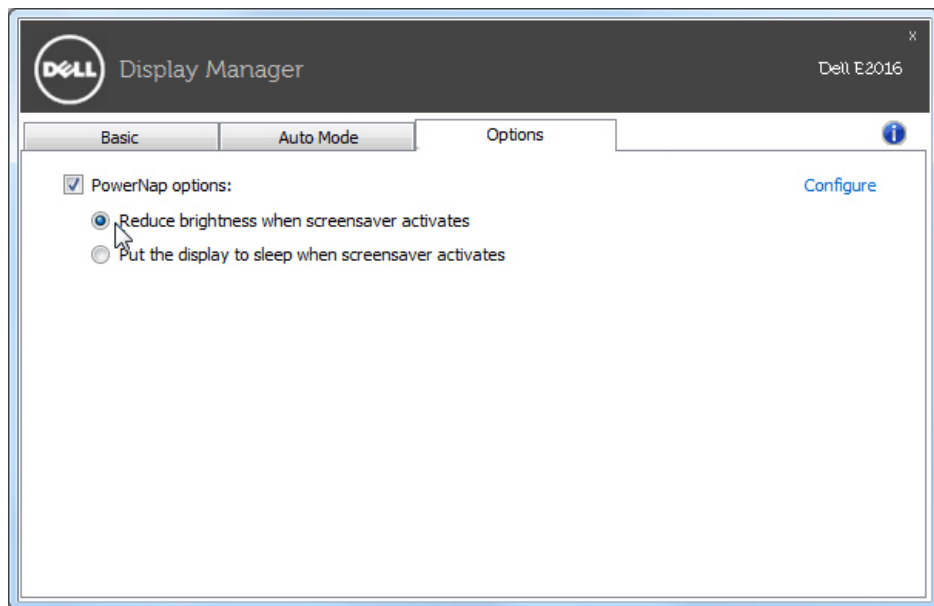 x
DELL Display Manager Dell E2016
Basic Auto Mode Options
PowerNap options: Configure
Reduce brightness when screensaver activates
Put the display to sleep when screensaver activates